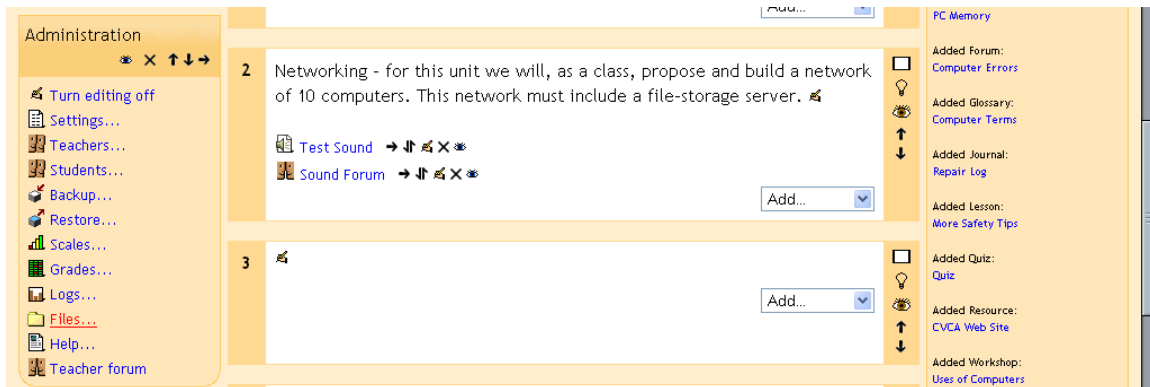 Administration
Turn editing off
Settings...
Teachers...
Students...
Backup...
Restore...
Scales...
Grades...
Logs...
Files...
Help...
Teacher forum
Add...
2
Networking - for this unit we will, as a class, propose and build a network
of 10 computers. This network must include a file-storage server.
Test Sound
Sound Forum
Add...
3
Add...
PC Memory
Added Forum:
Computer Errors
Added Glossary:
Computer Terms
Added Journal:
Repair Log
Added Lesson:
More Safety Tips
Added Quiz:
Quiz
Added Resource:
CVCA Web Site
Added Workshop:
Uses of Computers